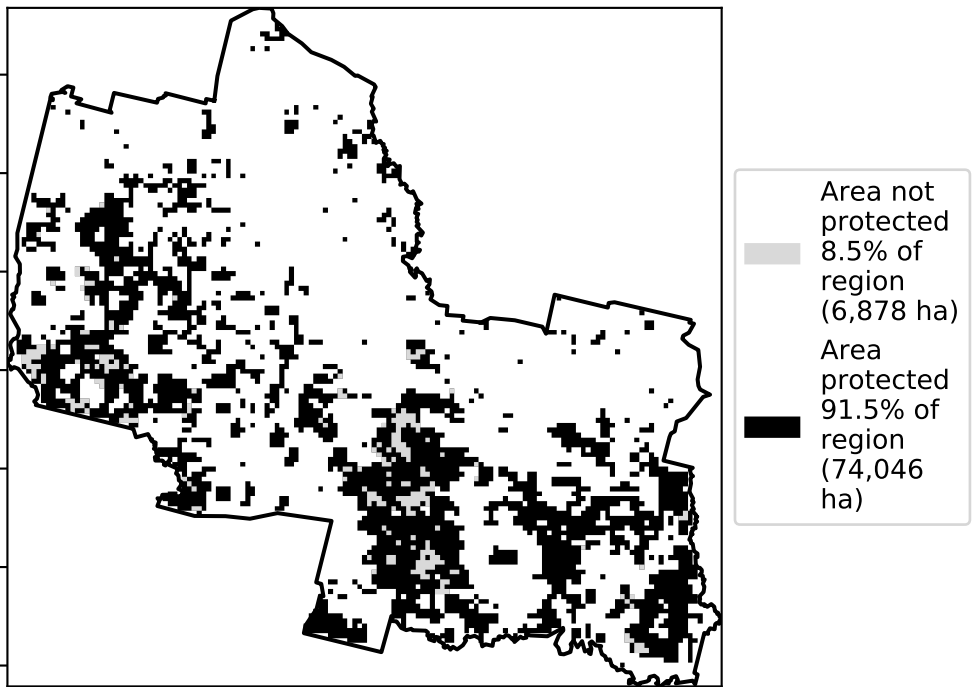 Area not
protected
8.5% of
region
(6,878 ha)
Area
protected
91.5% of
region
(74,046
ha)